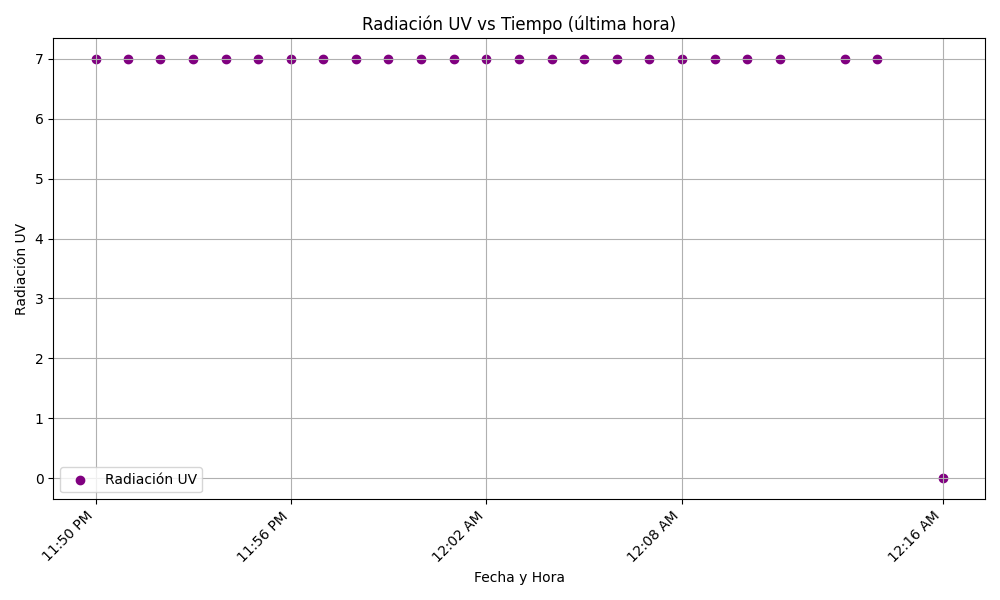 Radiación UV vs Tiempo (última hora)
Radiación UV
7
6
5
4
3
2
1
0
Radiación UV
11:50 PM
11:56 PM
12:02 AM
12:08 AM
12:16 AM
Fecha y Hora